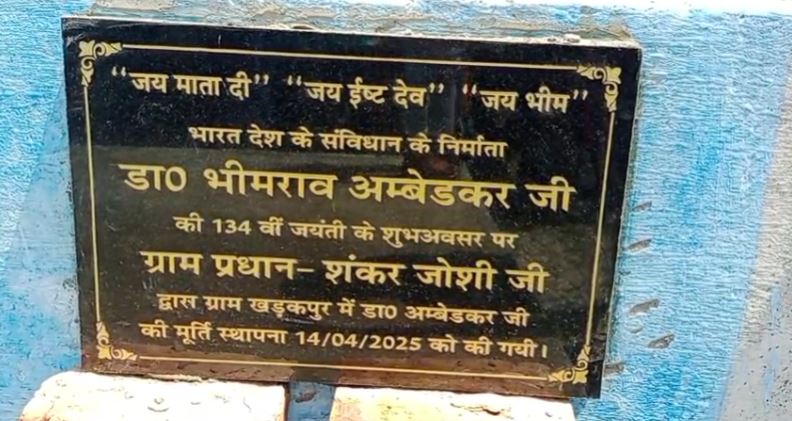 “जय माता दी” “जय ईष्ट देव” “जय भीम”
भारत देश के संविधान के निर्माता
डा0 भीमराव अम्बेडकर जी
की 134 वीं जयंती के शुभअवसर पर
ग्राम प्रधान– शंकर जोशी जी
द्वारा ग्राम खड़कपुर में डा0 अम्बेडकर जी
की मूर्ति स्थापना 14/04/2025 को की गयी।